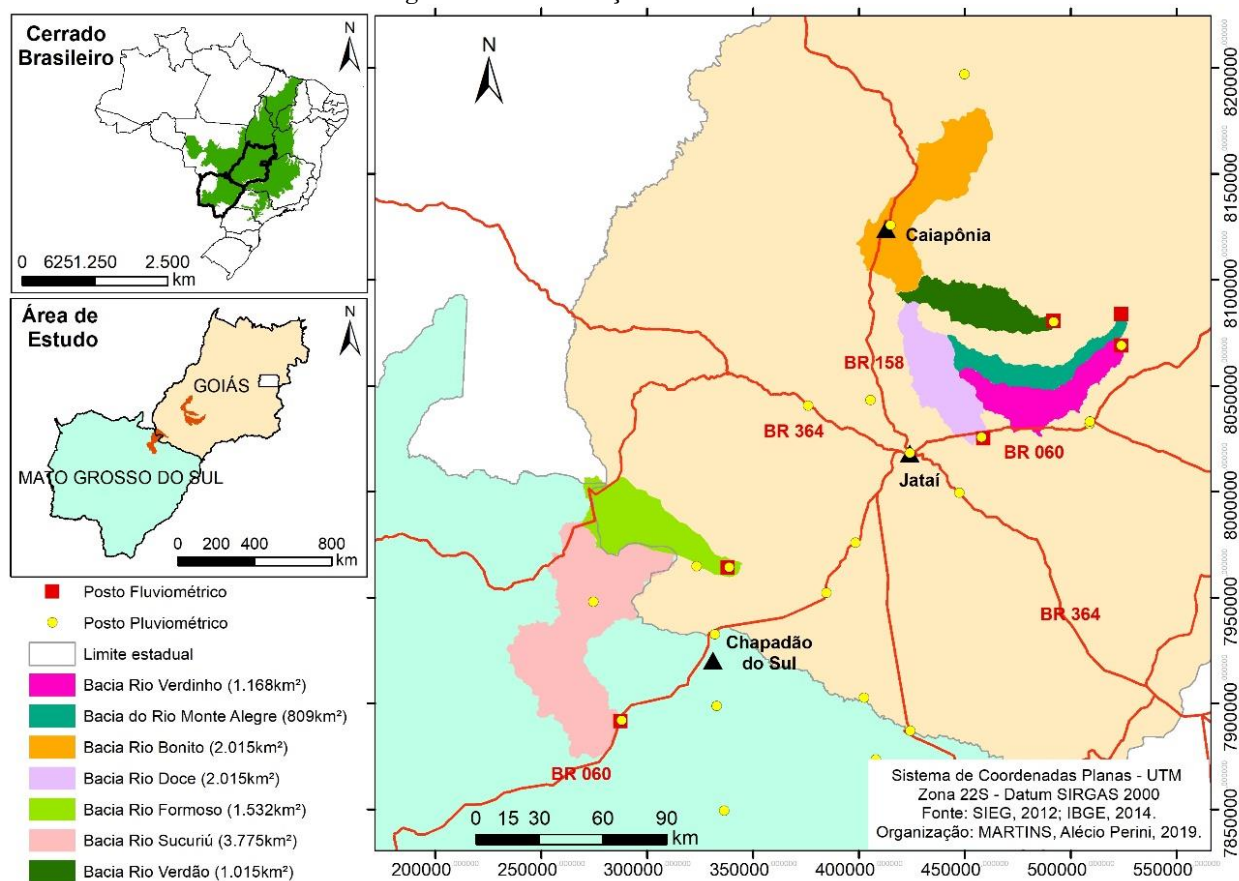 Cerrado
Brasileiro
N
0 6251.250 2.500
km
Área de
Estudo
N
GOIÁS
MATO GROSSO DO SUL
0 200 400 800
km
Posto Fluviométrico
Posto Pluviométrico
Limite estadual
Bacia Rio Verdinho (1.168km²)
Bacia do Rio Monte Alegre (809km²)
Bacia Rio Bonito (2.015km²)
Bacia Rio Doce (2.015km²)
Bacia Rio Formoso (1.532km²)
Bacia Rio Sucuriú (3.775km²)
Bacia Rio Verdão (1.015km²)
N
Caiapônia
BR 158
BR 364
BR 060
Jataí
BR 364
Chapadão
do Sul
BR 060
0 15 30 60 90
km
Sistema de Coordenadas Planas - UTM
Zona 22S - Datum SIRGAS 2000
Fonte: SIEG, 2012; IBGE, 2014.
Organização: MARTINS, Alécio Perini, 2019.
8200000
8150000
8100000
8050000
8000000
7950000
7900000
7850000
200000 250000 300000 350000 400000 450000 500000 550000